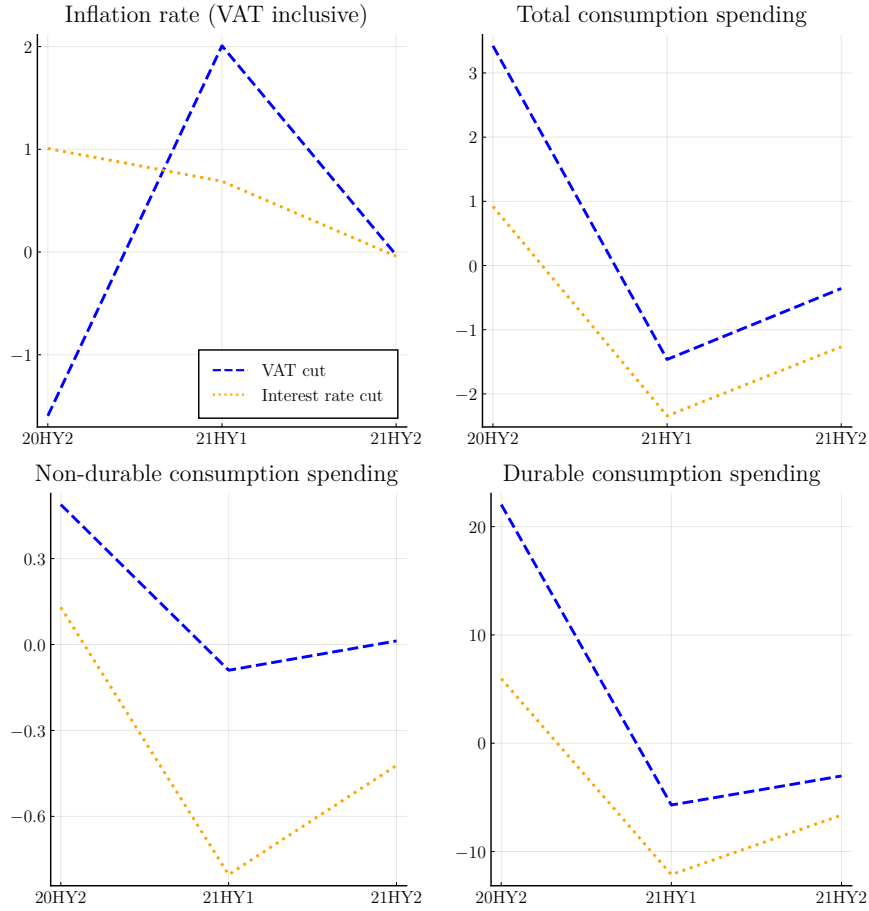 Inflation rate (VAT inclusive)
2
1
0
−1
20HY2
21HY1
21HY2
VAT cut
Interest rate cut
Total consumption spending
3
2
1
0
−1
−2
20HY2
21HY1
21HY2
Non-durable consumption spending
0.3
0.0
−0.3
−0.6
20HY2
21HY1
21HY2
Durable consumption spending
20
10
0
−10
20HY2
21HY1
21HY2